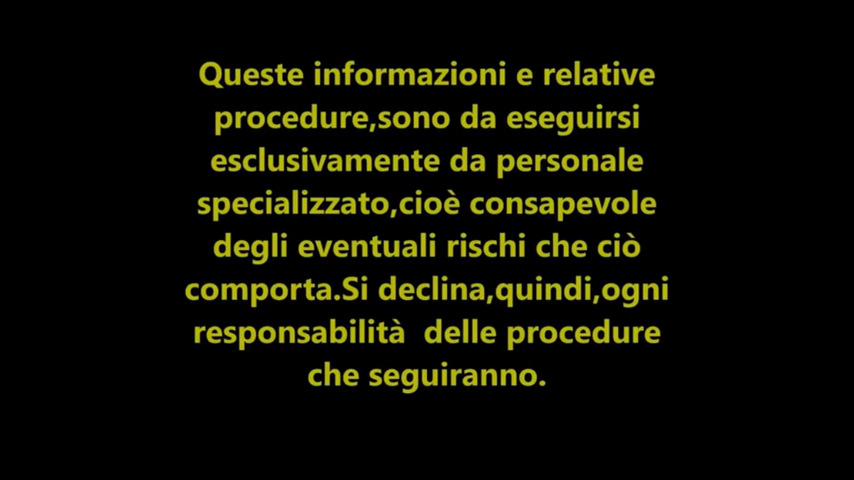 Queste informazioni e relative
procedure,sono da eseguirsi
esclusivamente da personale
specializzato,cioè consapevole
degli eventuali rischi che ciò
comporta.Si declina,quindi,ogni
responsabilità  delle procedure
che seguiranno.